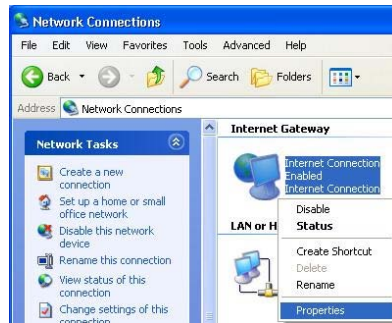 Network Connections
File Edit View Favorites Tools Advanced Help
Back Search Folders
Address Network Connections
Network Tasks
Create a new
connection
Set up a home or small
office network
Disable this network
device
Rename this connection
View status of this
connection
Change settings of this
connection
Internet Gateway
Internet Connection
Enabled
Internet Connection
LAN or H
Disable
Status
Create Shortcut
Delete
Rename
Properties